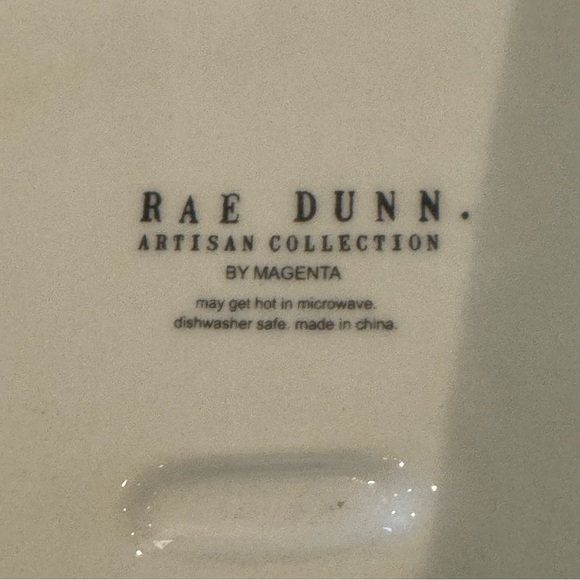 RAE DUNN.
ARTISAN COLLECTION
BY MAGENTA
may get hot in microwave.
dishwasher safe. made in china.